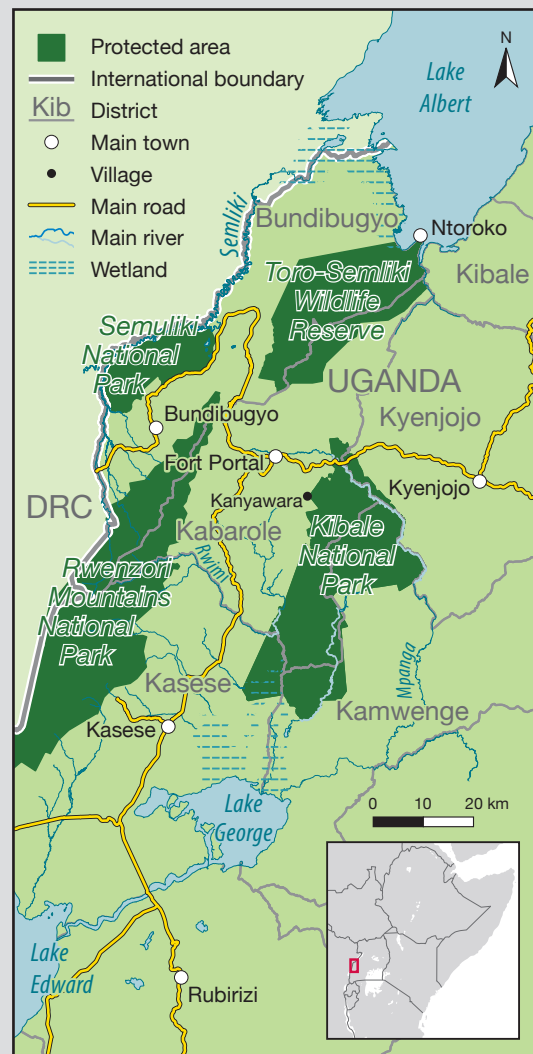 Protected area
International boundary
Kib District
Main town
Village
Main road
Main river
Wetland
N
Lake
Albert
Semliki
Bundibugyo
Ntoroko
Kibale
Toro-Semliki
Wildlife
Reserve
Semuliki
National
Park
UGANDA
Kyenjojo
Bundibugyo
Fort Portal
Kyenjojo
Kanyawara
DRC
Kabarole
Kibale
National
Park
Rwimi
Rwenzori
Mountains
National
Park
Mpanga
Kasese
Kamwenge
Kasese
Lake
George
0 10 20 km
Lake
Edward
Rubirizi